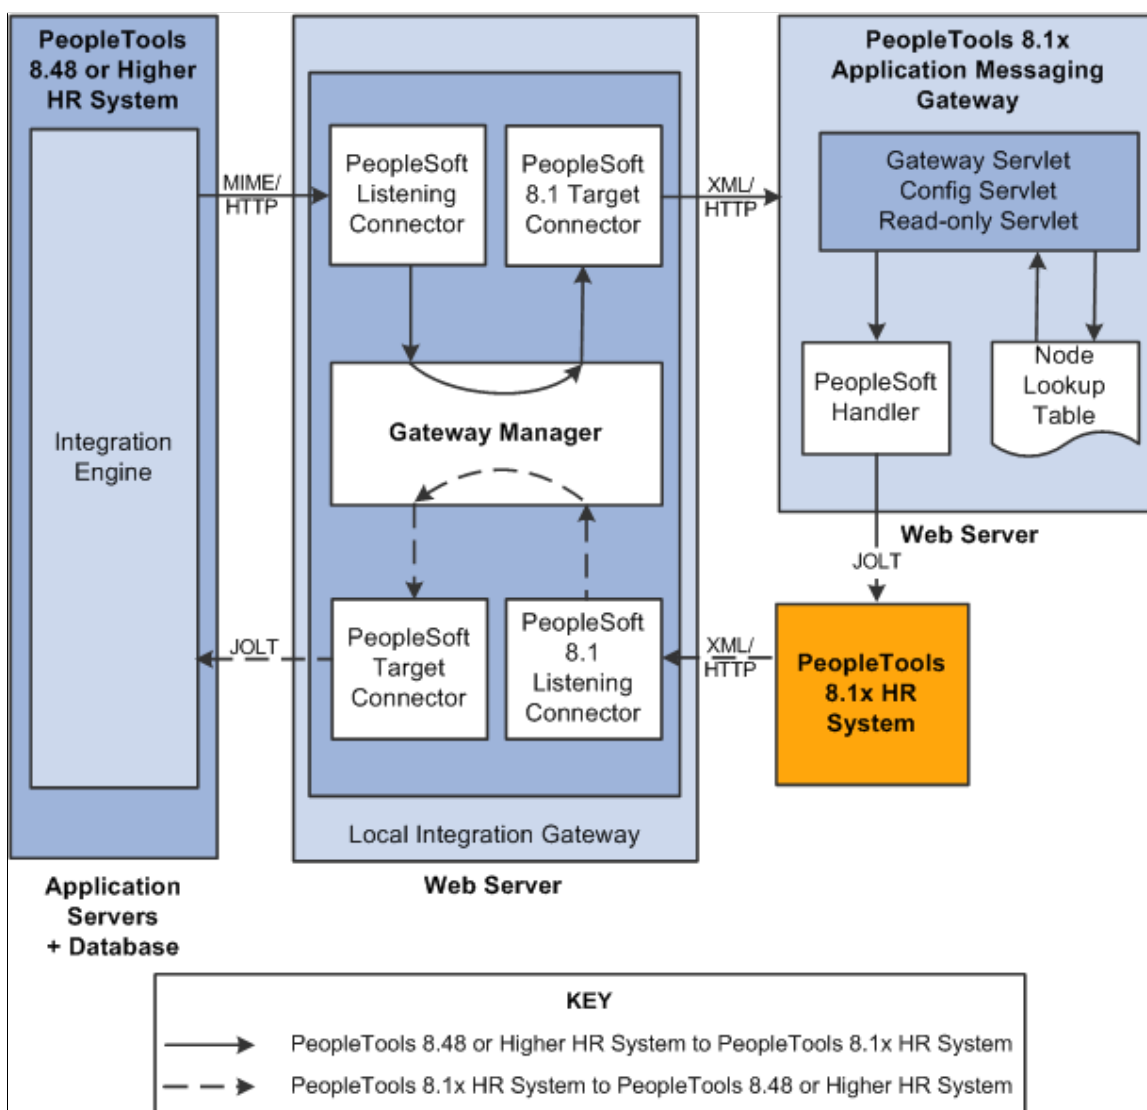 PeopleTools
8.48 or Higher
HR System
Integration
Engine
Application
Servers
+ Database
MIME/
HTTP
PeopleSoft
Listening
Connector
PeopleSoft
8.1 Target
Connector
Gateway Manager
PeopleSoft
Target
Connector
PeopleSoft
8.1
Listening
Connector
JOLT
Local Integration Gateway
Web Server
XML/
HTTP
XML/
HTTP
PeopleTools 8.1x
Application Messaging
Gateway
Gateway Servlet
Config Servlet
Read-only Servlet
PeopleSoft
Handler
Node
Lookup
Table
Web Server
JOLT
PeopleTools
8.1x HR
System
KEY
PeopleTools 8.48 or Higher HR System to PeopleTools 8.1x HR System
PeopleTools 8.1x HR System to PeopleTools 8.48 or Higher HR System